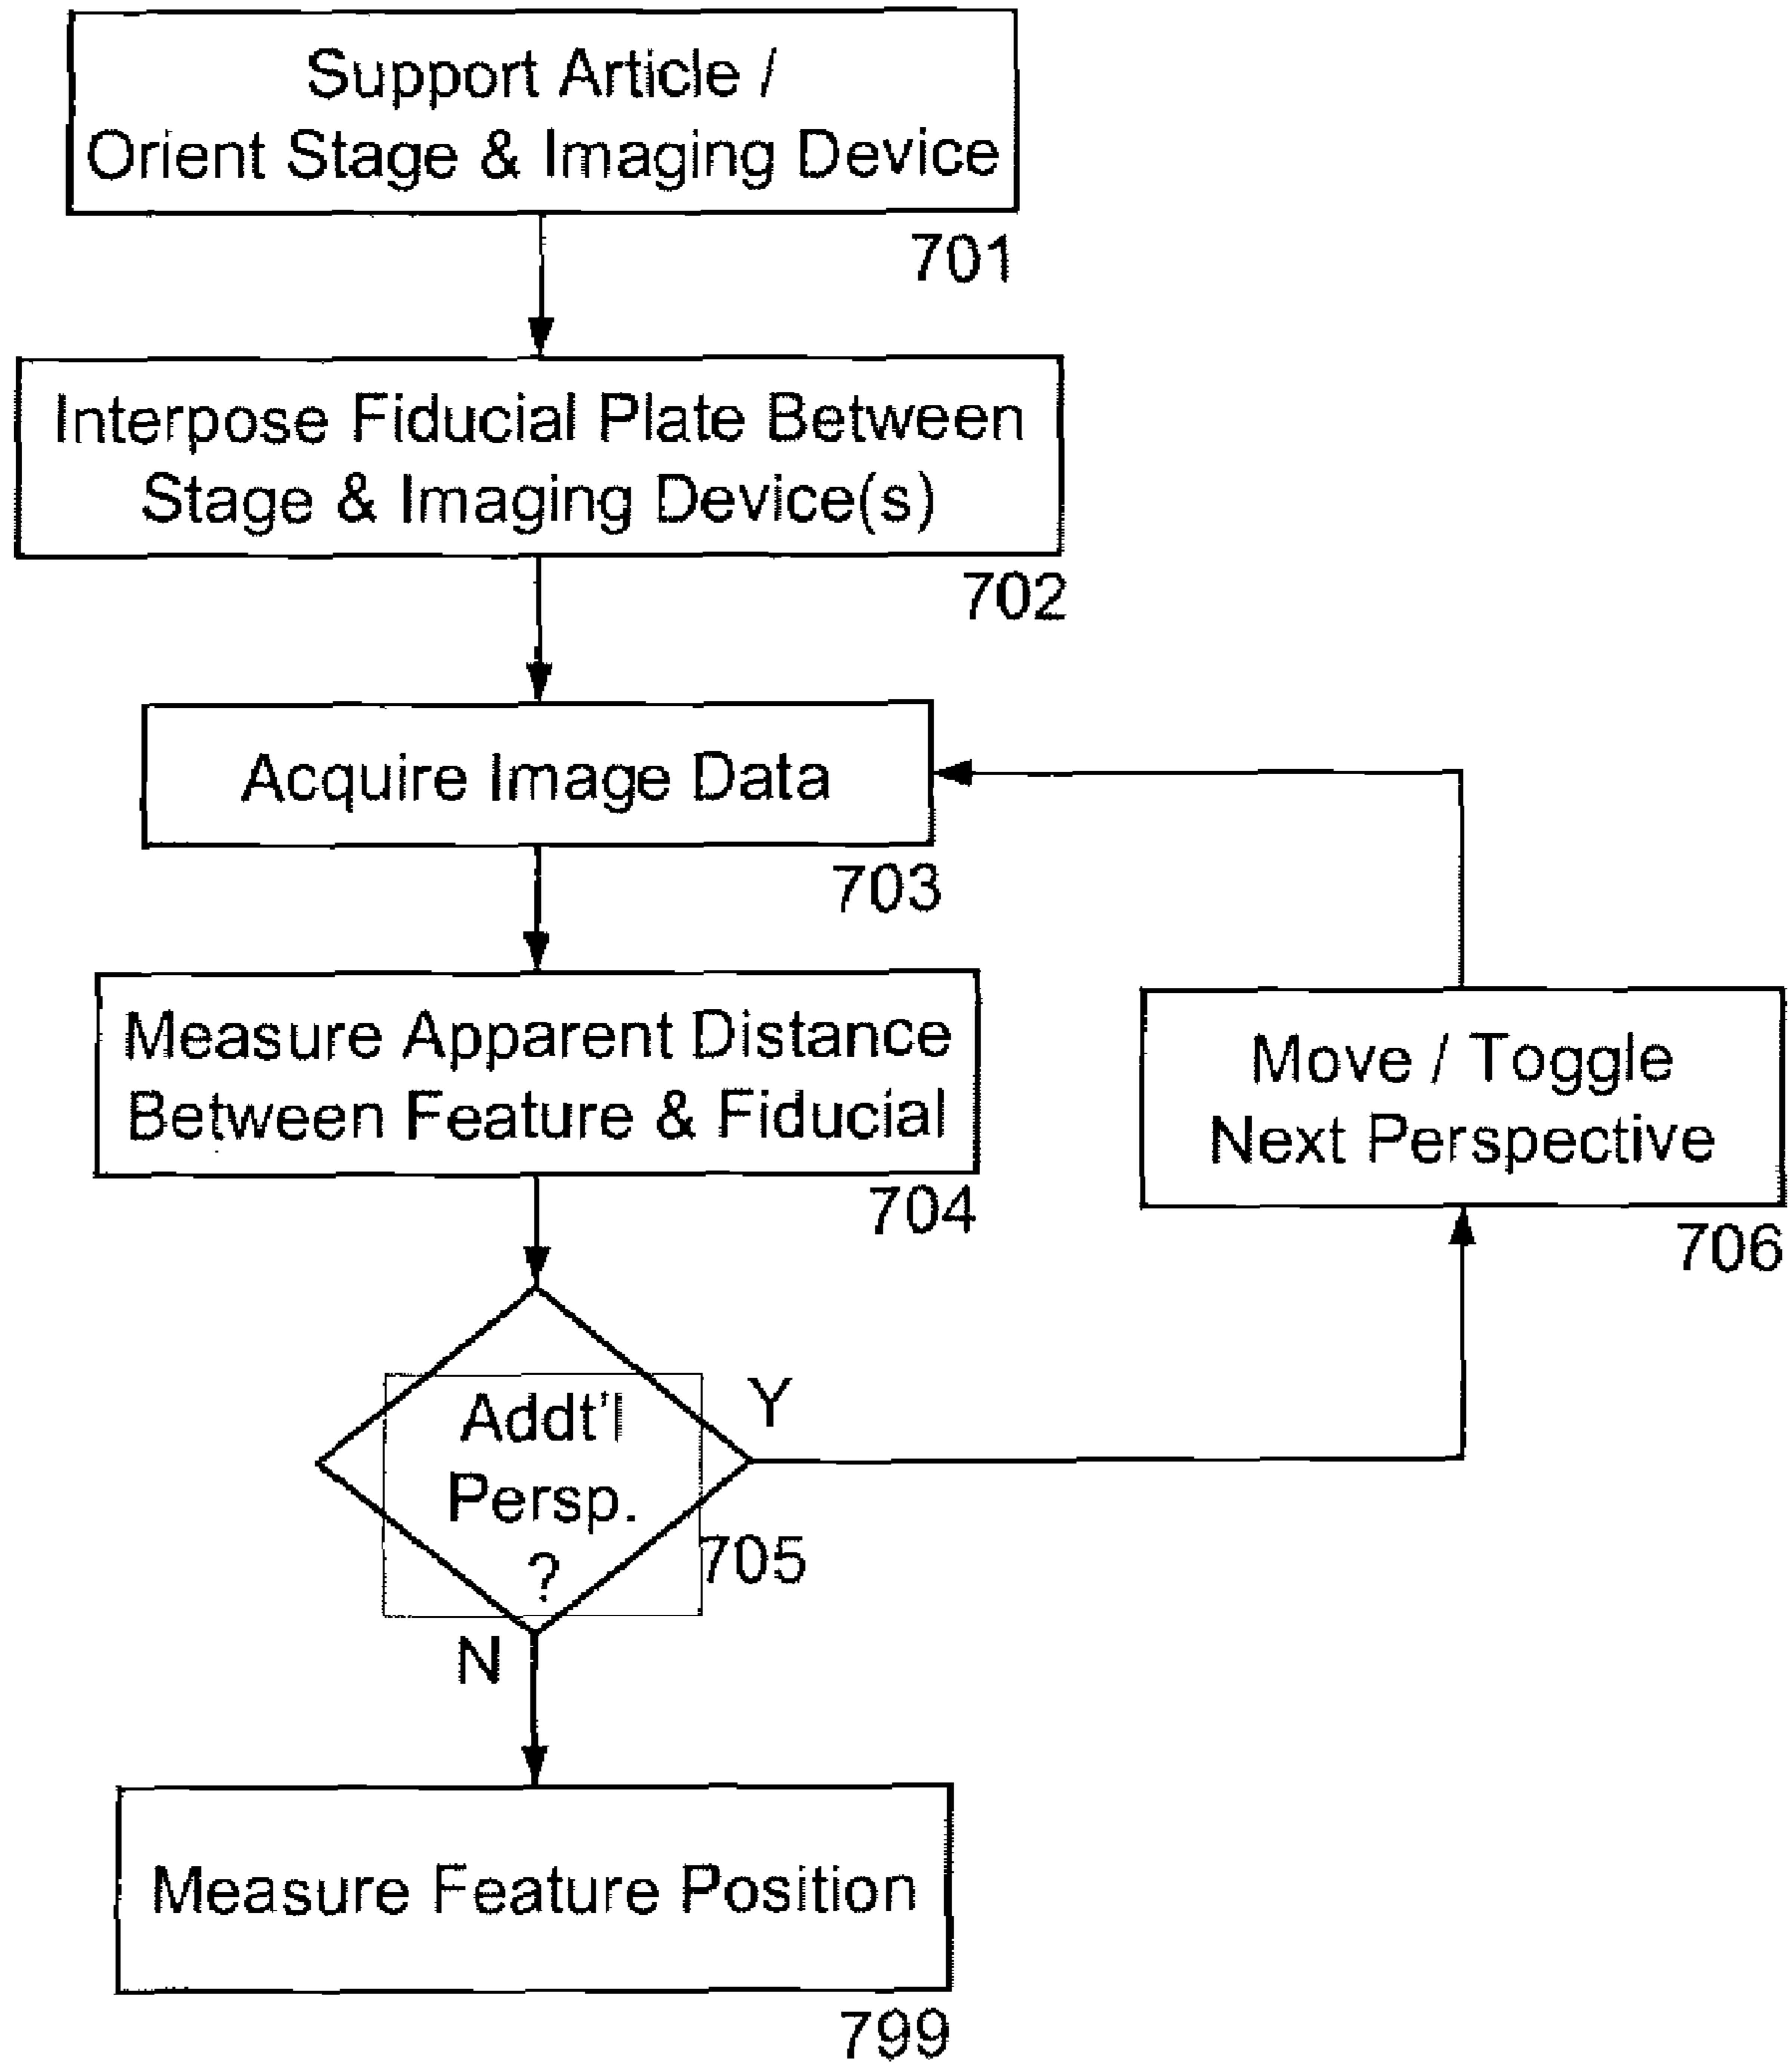 Support Article /
Orient Stage & Imaging Device
701
Interpose Fiducial Plate Between
Stage & Imaging Device(s)
702
Acquire Image Data
703
Measure Apparent Distance
Between Feature & Fiducial
704
Move / Toggle
Next Perspective
706
Addt'l
Persp.
?
Y
705
N
Measure Feature Position
799